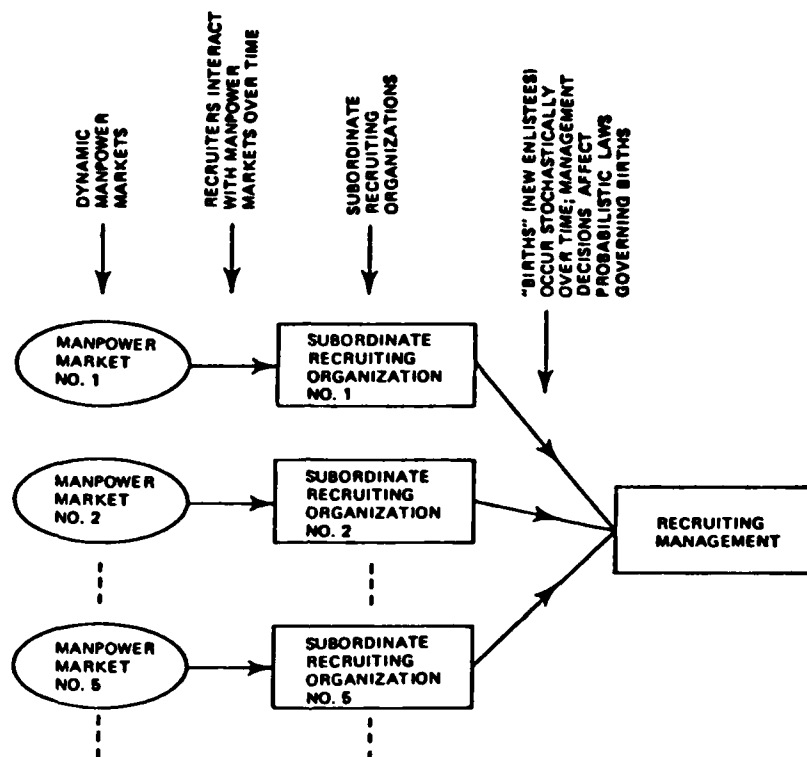 DYNAMIC
MANPOWER
MARKETS
RECRUITERS INTERACT
WITH MANPOWER
MARKETS OVER TIME
SUBORDINATE
RECRUITING
ORGANIZATIONS
"BIRTHS" (NEW ENLISTEES)
OCCUR STOCHASTICALLY
OVER TIME; MANAGEMENT
DECISIONS AFFECT
PROBABILISTIC LAWS
GOVERNING BIRTHS
MANPOWER
MARKET
NO. 1
SUBORDINATE
RECRUITING
ORGANIZATION
NO. 1
MANPOWER
MARKET
NO. 2
SUBORDINATE
RECRUITING
ORGANIZATION
NO. 2
RECRUITING
MANAGEMENT
MANPOWER
MARKET
NO. 5
SUBORDINATE
RECRUITING
ORGANIZATION
NO. 5